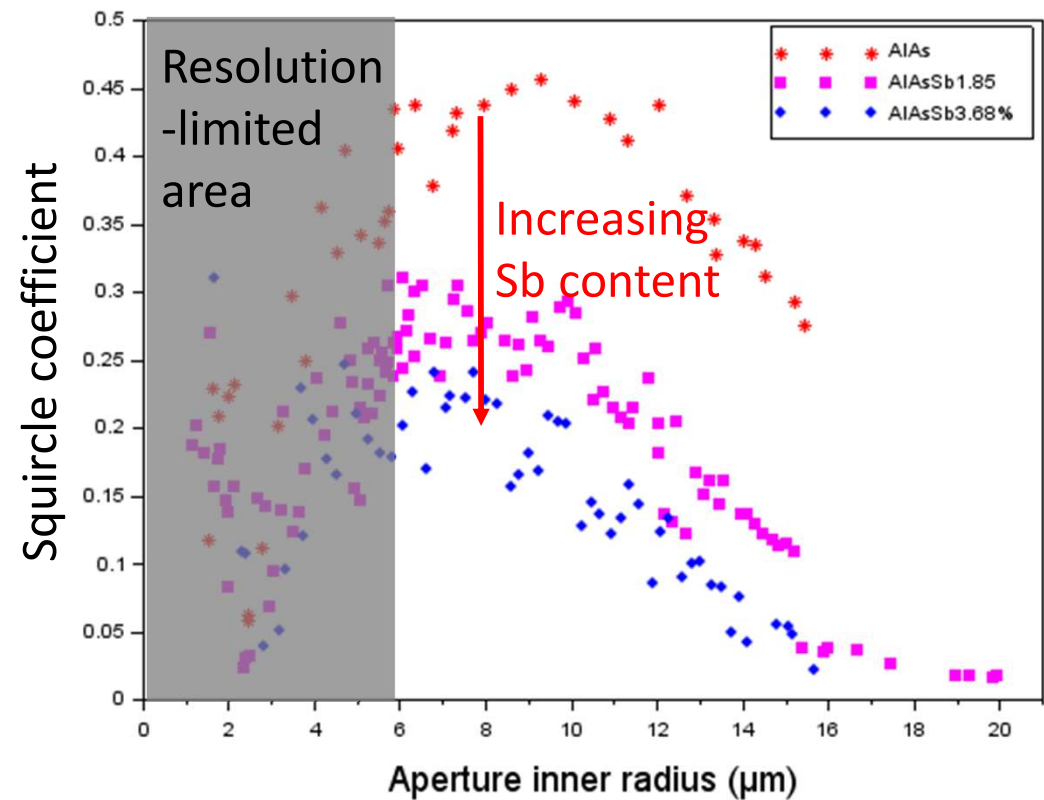 Resolution
-limited
area
AlAs
AlAsSb1.85
AlAsSb3.68%
Increasing
Sb content
Squircle coefficient
0.5
0.45
0.4
0.35
0.3
0.25
0.2
0.15
0.1
0.05
0
0 2 4 6 8 10 12 14 16 18 20
Aperture inner radius (µm)